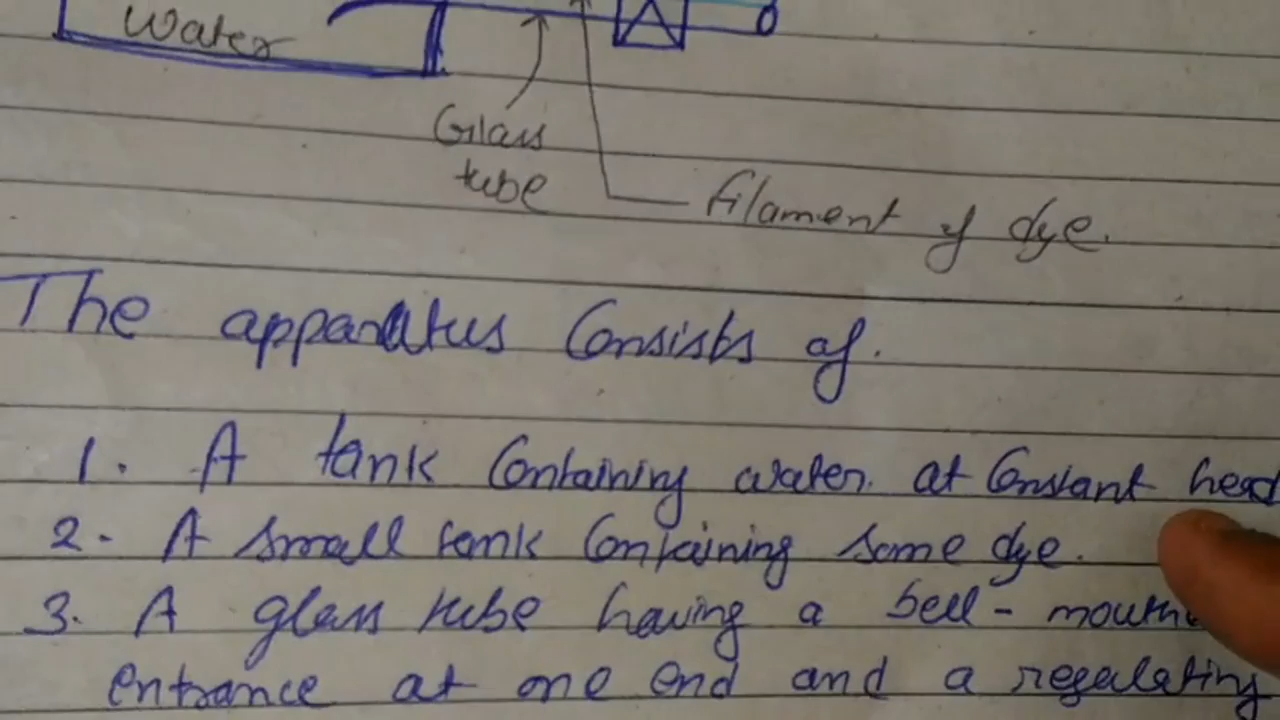 Water
Glass
tube
filament of dye.
The apparatus Consists of.
1. A tank Containing water. at Constant head
2. A small tank Containing some dye.
3. A glass tube having a bell-
entrance at one end and a regulating